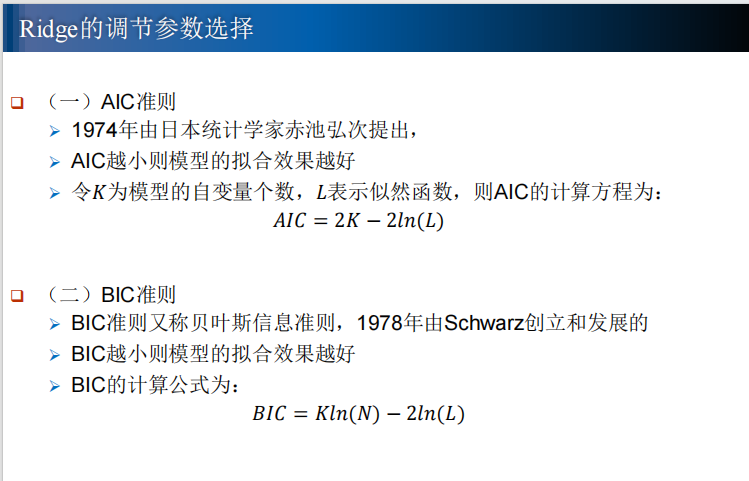 Ridge的调节参数选择
（一）AIC准则
1974年由日本统计学家赤池弘次提出，
AIC越小则模型的拟合效果越好
令K为模型的自变量个数，L表示似然函数，则AIC的计算方程为：
AIC = 2K − 2ln(L)
（二）BIC准则
BIC准则又称贝叶斯信息准则，1978年由Schwarz创立和发展的
BIC越小则模型的拟合效果越好
BIC的计算公式为：
BIC = Kln(N) − 2ln(L)